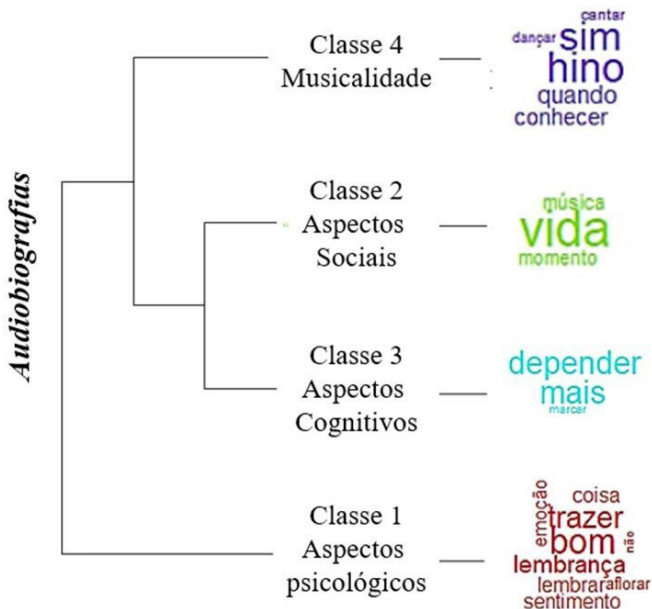 Audiobiografias
Classe 4
Musicalidade
cantar
dançar sim
hino
quando
conhecer
Classe 2
Aspectos
Sociais
música
vida
momento
Classe 3
Aspectos
Cognitivos
depender
mais
marcar
Classe 1
Aspectos
psicológicos
emoção
coisa
trazer
bom
não
lembrança
lembrar aflorar
sentimento